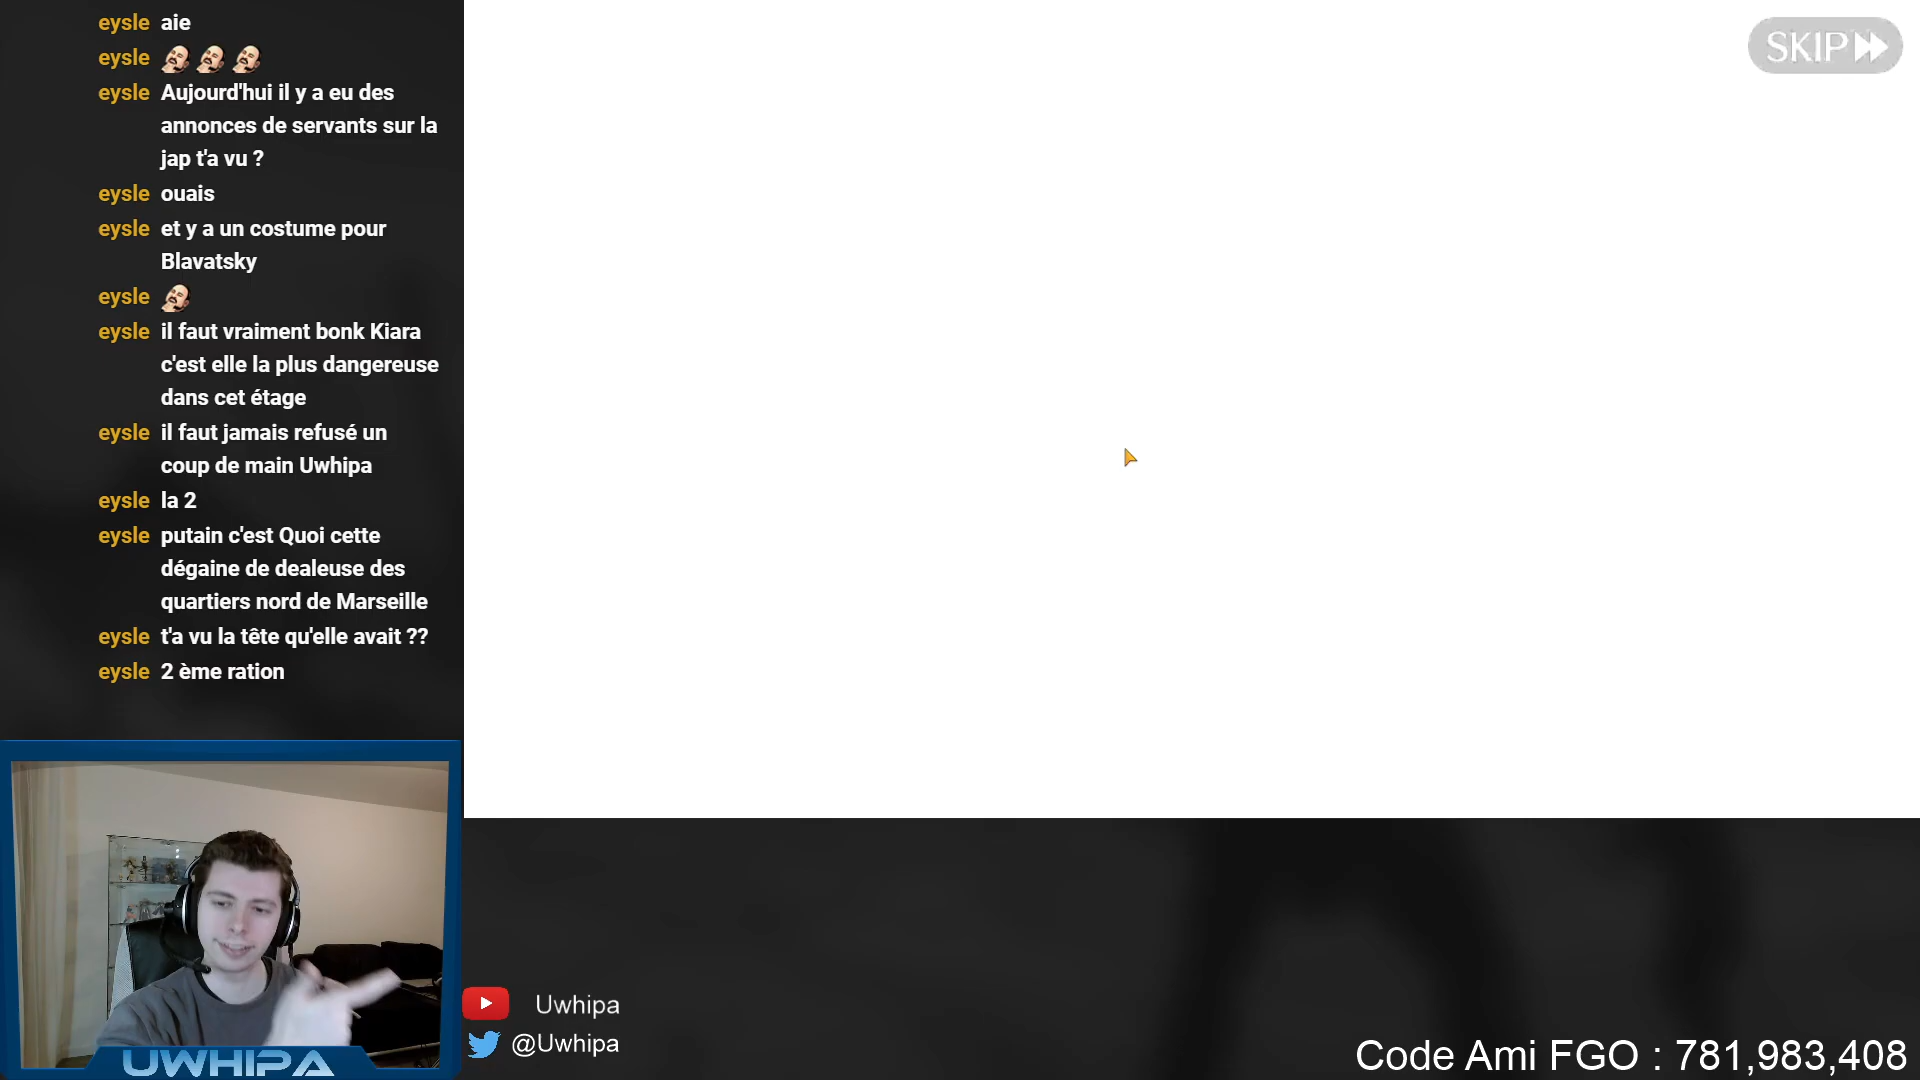 eysle aie
eysle
eysle Aujourd'hui il y a eu des
annonces de servants sur la
jap t'a vu ?
eysle ouais
eysle et y a un costume pour
Blavatsky
eysle
eysle il faut vraiment bonk Kiara
c'est elle la plus dangereuse
dans cet étage
eysle il faut jamais refusé un
coup de main Uwhipa
eysle la 2
eysle putain c'est Quoi cette
dégaine de dealeuse des
quartiers nord de Marseille
eysle t'a vu la tête qu'elle avait ??
eysle 2 ème ration
SKIP
UWHIPA
Uwhipa
@Uwhipa
Code Ami FGO : 781,983,408